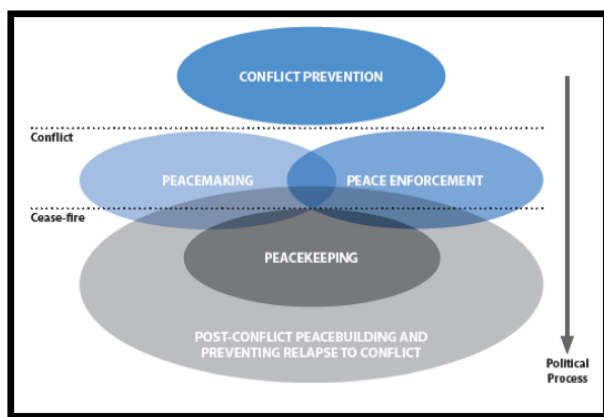 CONFLICT PREVENTION
Conflict
PEACEMAKING
PEACE ENFORCEMENT
Cease-fire
PEACEKEEPING
POST-CONFLICT PEACEBUILDING AND
PREVENTING RELAPSE TO CONFLICT
Political
Process